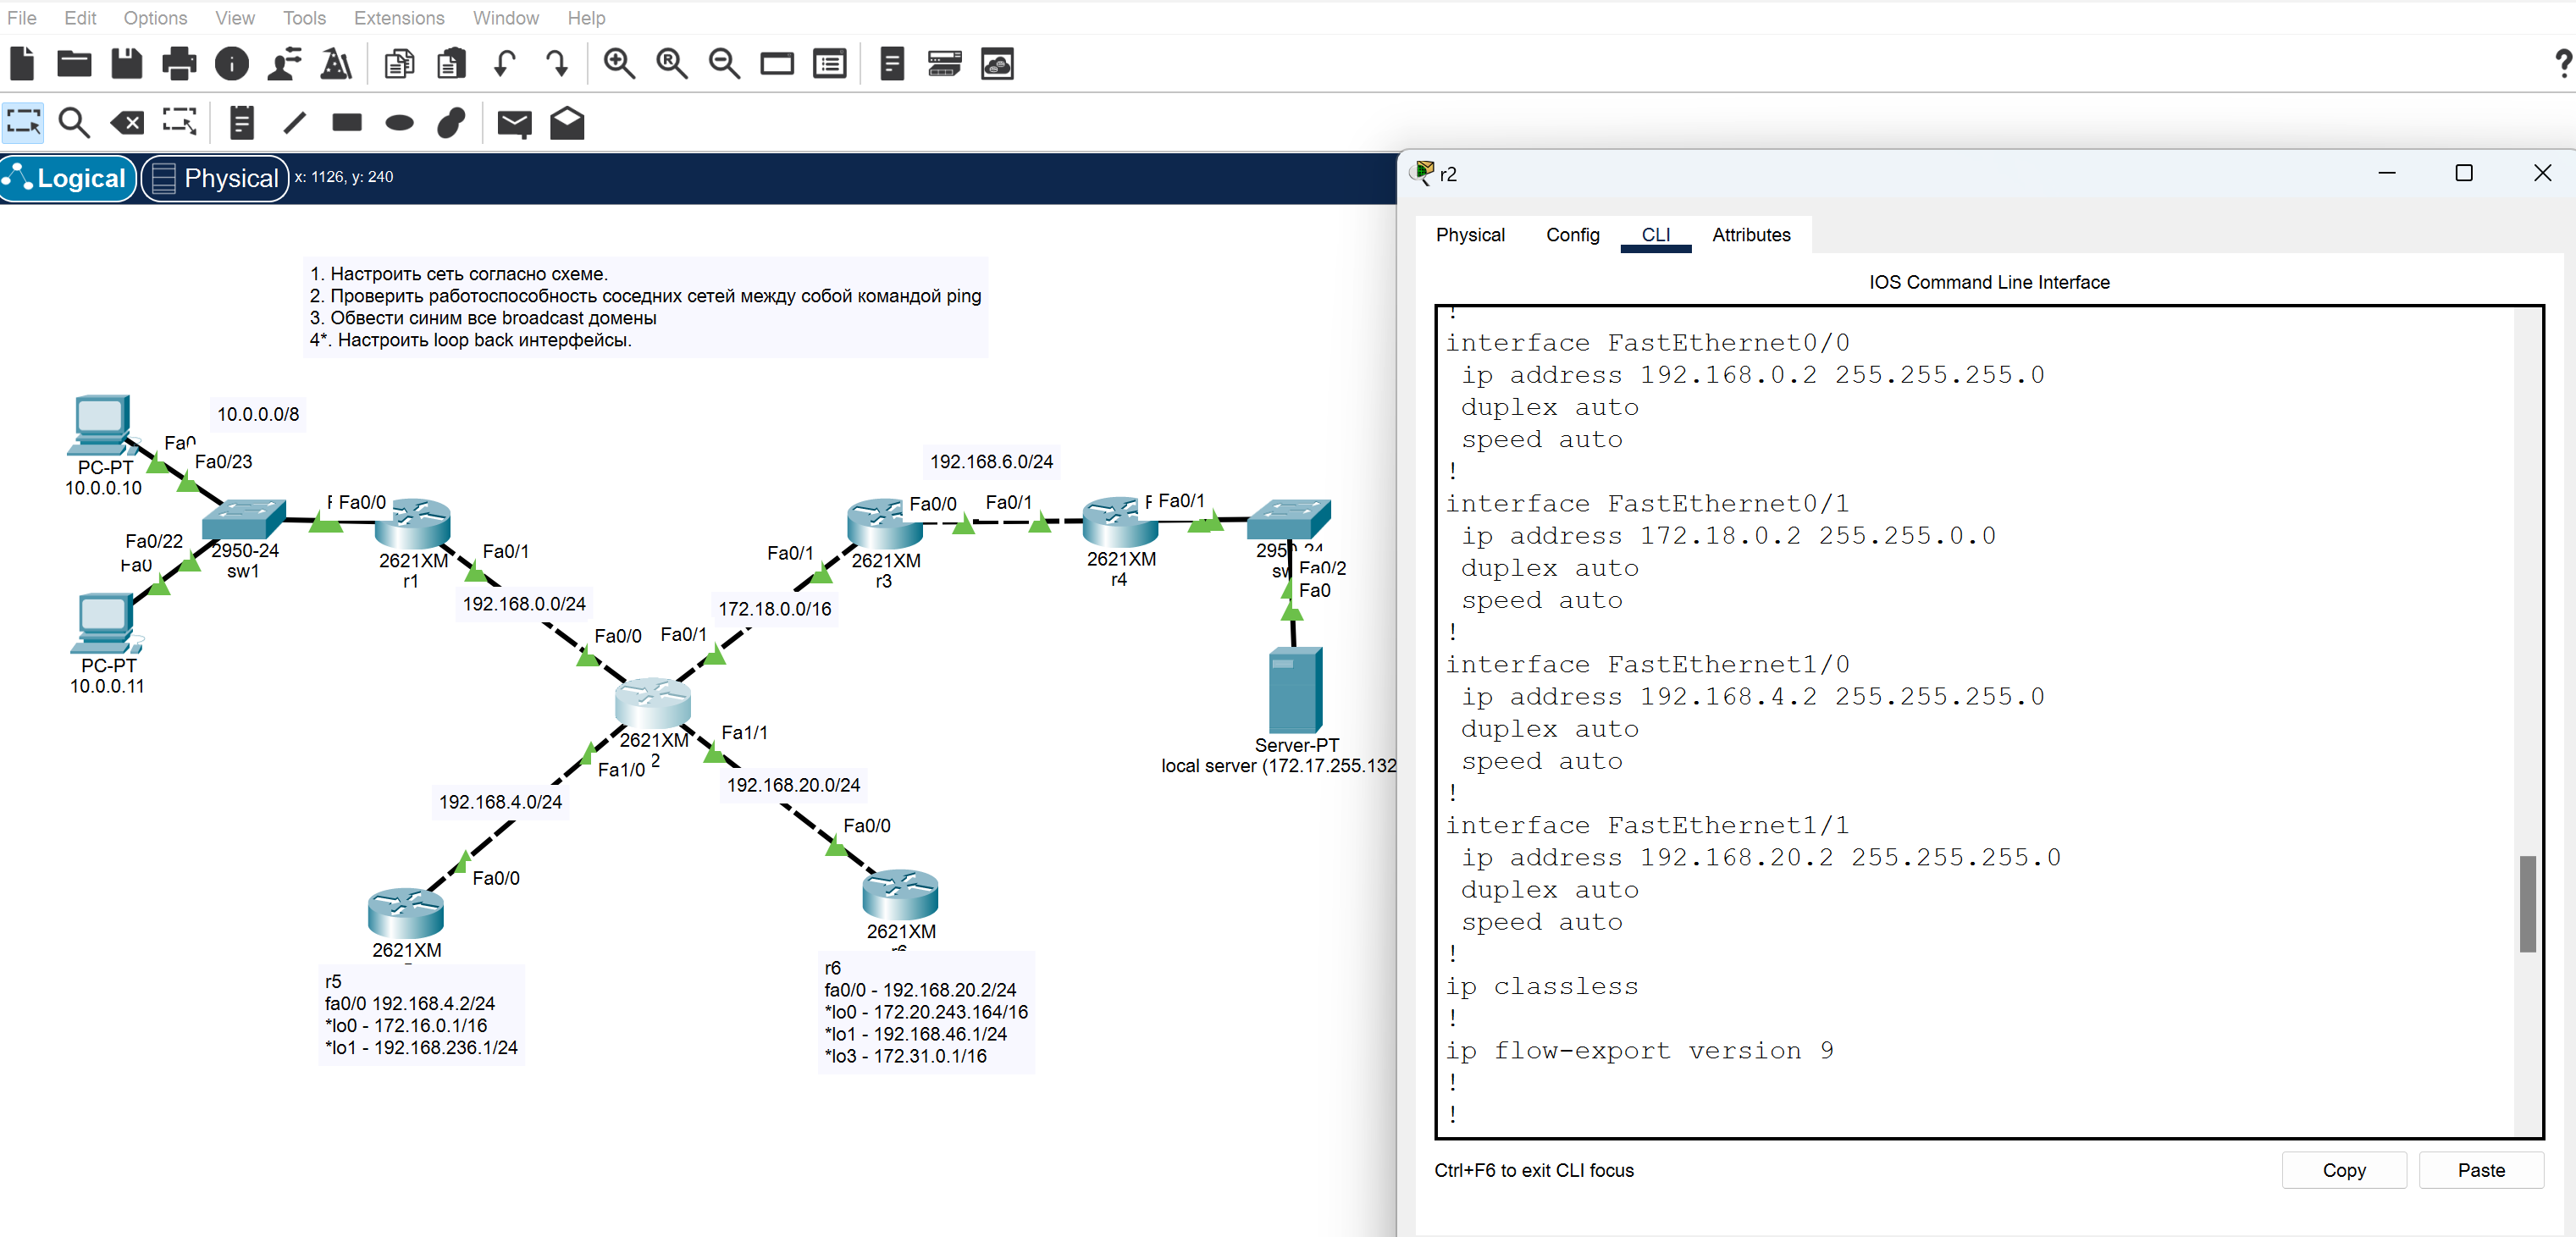 File Edit Options View Tools Extensions Window Help
Logical Physical x: 1126, y: 240
1. Настроить сеть согласно схеме.
2. Проверить работоспособность соседних сетей между собой командой ping
3. Обвести синим все broadcast домены
4*. Настроить loop back интерфейсы.
10.0.0.0/8
Fa0
Fa0/23
PC-PT
10.0.0.10
Fa0/0
Fa0/22
Fa0
2950-24
sw1
2621XM
r1
Fa0/1
PC-PT
10.0.0.11
192.168.0.0/24
192.168.6.0/24
Fa0/0
Fa0/1
Fa0/1
Fa0/1
2621XM
r3
2621XM
r4
2950-24
sw
Fa0/2
Fa0
172.18.0.0/16
Fa0/0
Fa0/1
2621XM
2
Fa1/1
Fa1/0
Server-PT
local server (172.17.255.132
192.168.4.0/24
192.168.20.0/24
Fa0/0
Fa0/0
2621XM
2621XM
r6
r5
fa0/0 192.168.4.2/24
*lo0 - 172.16.0.1/16
*lo1 - 192.168.236.1/24
r6
fa0/0 - 192.168.20.2/24
*lo0 - 172.20.243.164/16
*lo1 - 192.168.46.1/24
*lo3 - 172.31.0.1/16
r2
Physical Config CLI Attributes
IOS Command Line Interface
!
interface FastEthernet0/0
ip address 192.168.0.2 255.255.255.0
duplex auto
speed auto
!
interface FastEthernet0/1
ip address 172.18.0.2 255.255.0.0
duplex auto
speed auto
!
interface FastEthernet1/0
ip address 192.168.4.2 255.255.255.0
duplex auto
speed auto
!
interface FastEthernet1/1
ip address 192.168.20.2 255.255.255.0
duplex auto
speed auto
!
ip classless
!
ip flow-export version 9
!
!
Ctrl+F6 to exit CLI focus
Copy
Paste